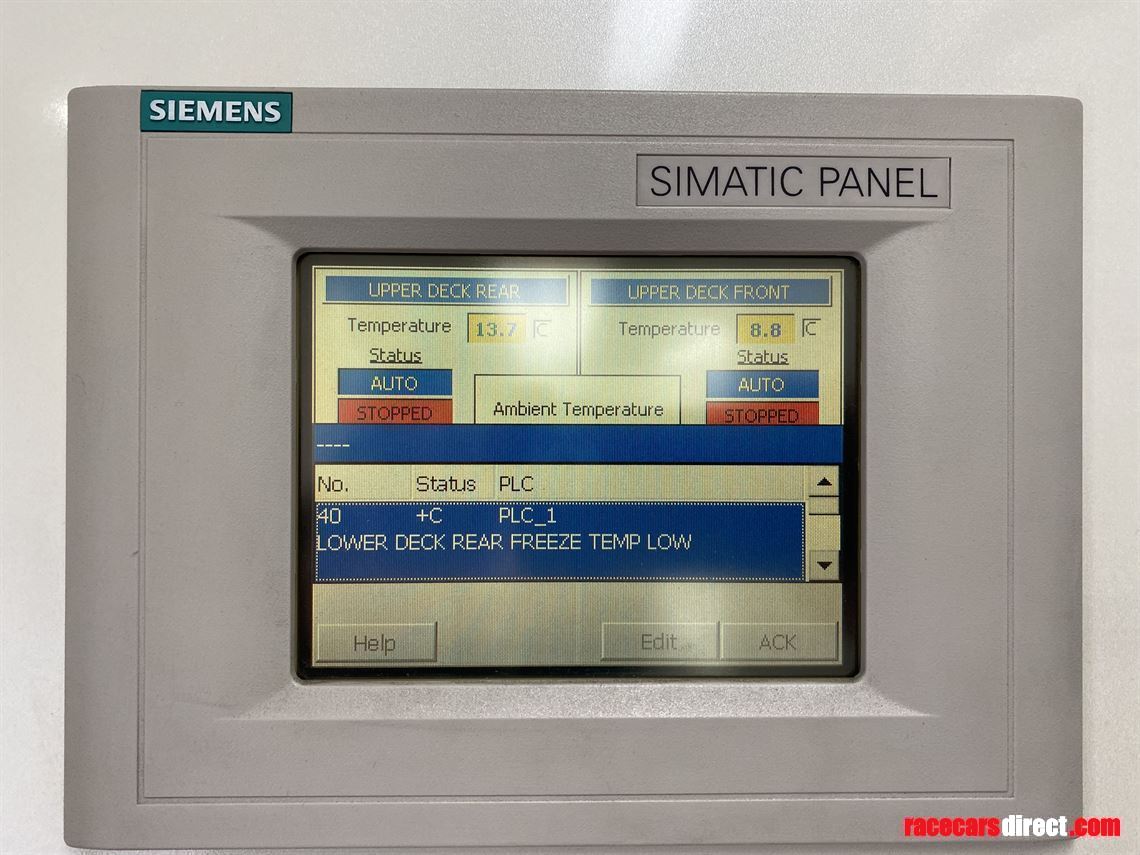 SIEMENS
SIMATIC PANEL
UPPER DECK REAR
UPPER DECK FRONT
Temperature 13.7 C
Temperature 8.8 C
Status
Status
AUTO
AUTO
STOPPED
STOPPED
Ambient Temperature
----
No. Status PLC
40 +C PLC_1
LOWER DECK REAR FREEZE TEMP LOW
Help Edit ACK
racecarsdirect.com